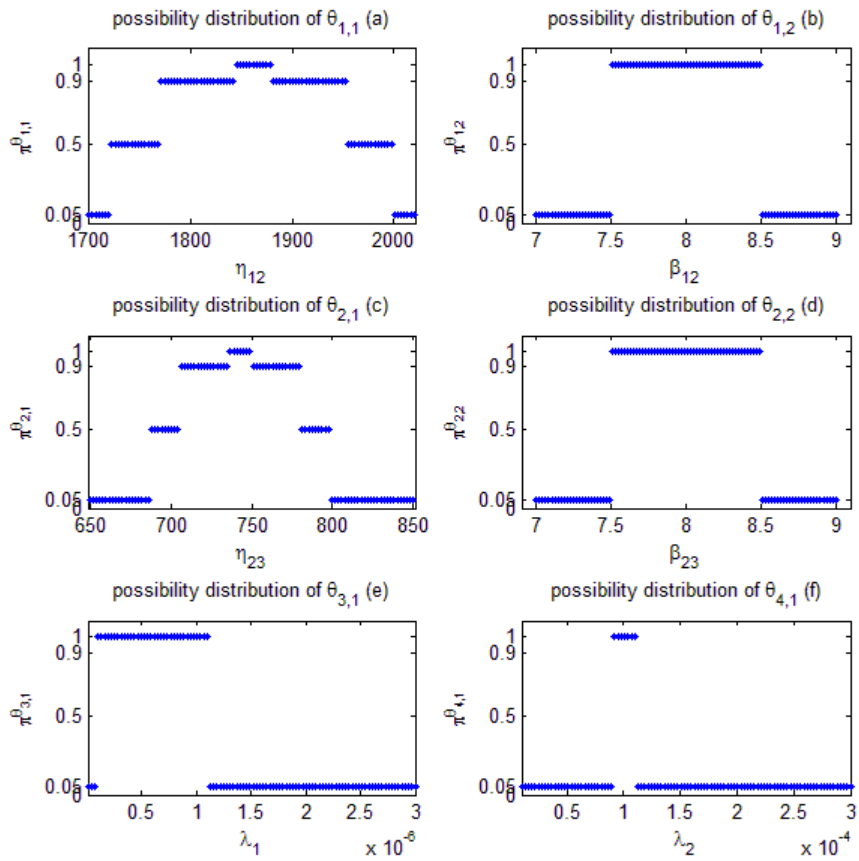 possibility distribution of θ1,1 (a)
1
0.9
0.5
0.05
0
π^θ1,1
1700 1800 1900 2000
η12
possibility distribution of θ1,2 (b)
1
0.9
0.5
0.05
0
π^θ1,2
7 7.5 8 8.5 9
β12
possibility distribution of θ2,1 (c)
1
0.9
0.5
0.05
0
π^θ2,1
650 700 750 800 850
η23
possibility distribution of θ2,2 (d)
1
0.9
0.5
0.05
0
π^θ2,2
7 7.5 8 8.5 9
β23
possibility distribution of θ3,1 (e)
1
0.9
0.5
0.05
0
π^θ3,1
0.5 1 1.5 2 2.5 3
λ1
x 10^-6
possibility distribution of θ4,1 (f)
1
0.9
0.5
0.05
0
π^θ4,1
0.5 1 1.5 2 2.5 3
λ2
x 10^-4